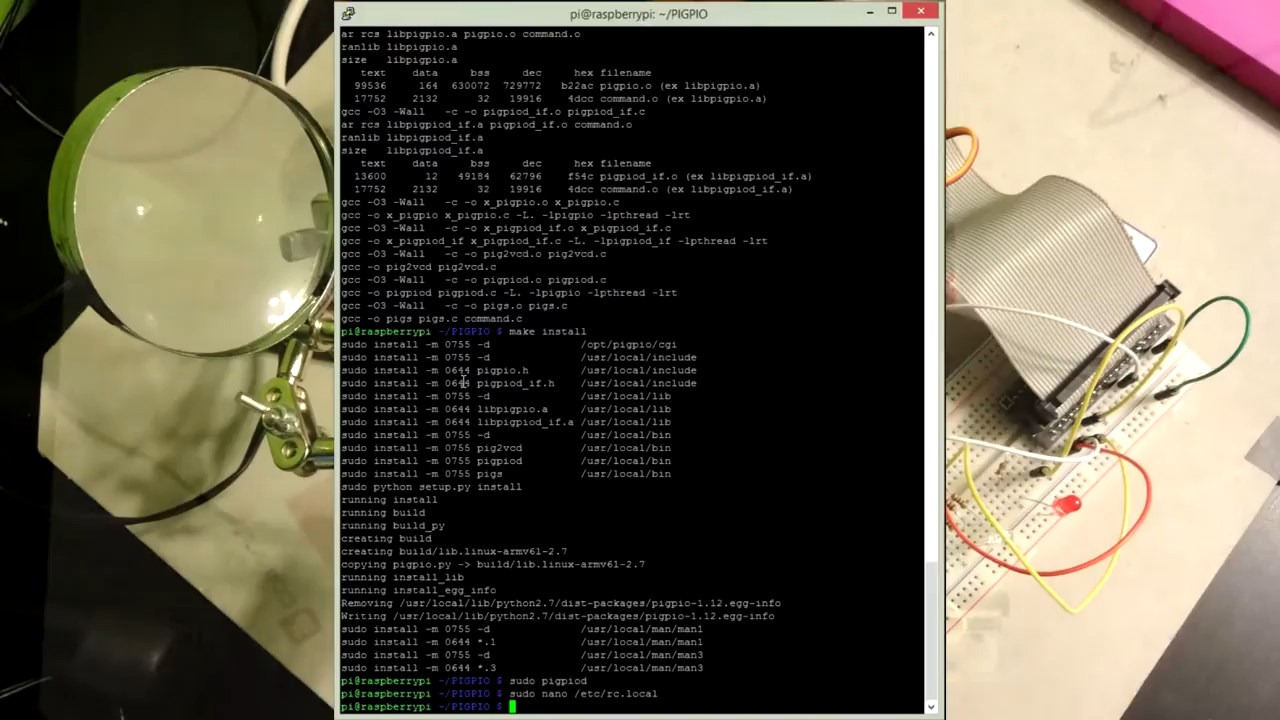 pi@raspberrypi: ~/PIGPIO
ar rcs libpigpio.a pigpio.o command.o
ranlib libpigpio.a
size   libpigpio.a
   text    data     bss     dec     hex filename
  99536     164  630072  729772   b22ac pigpio.o (ex libpigpio.a)
  17752    2132      32   19916    4dcc command.o (ex libpigpio.a)
gcc -O3 -Wall   -c -o pigpiod_if.o pigpiod_if.c
ar rcs libpigpiod_if.a pigpiod_if.o command.o
ranlib libpigpiod_if.a
size   libpigpiod_if.a
   text    data     bss     dec     hex filename
  13600      12   49184   62796    f54c pigpiod_if.o (ex libpigpiod_if.a)
  17752    2132      32   19916    4dcc command.o (ex libpigpiod_if.a)
gcc -O3 -Wall   -c -o x_pigpio.o x_pigpio.c
gcc -o x_pigpio x_pigpio.c -L. -lpigpio -lpthread -lrt
gcc -O3 -Wall   -c -o x_pigpiod_if.o x_pigpiod_if.c
gcc -o x_pigpiod_if x_pigpiod_if.c -L. -lpigpiod_if -lpthread -lrt
gcc -O3 -Wall   -c -o pig2vcd.o pig2vcd.c
gcc -o pig2vcd pig2vcd.c
gcc -O3 -Wall   -c -o pigpiod.o pigpiod.c
gcc -o pigpiod pigpiod.c -L. -lpigpio -lpthread -lrt
gcc -O3 -Wall   -c -o pigs.o pigs.c
gcc -o pigs pigs.c command.c
pi@raspberrypi ~/PIGPIO $ make install
sudo install -m 0755 -d              /opt/pigpio/cgi
sudo install -m 0755 -d              /usr/local/include
sudo install -m 0644 pigpio.h        /usr/local/include
sudo install -m 0644 pigpiod_if.h    /usr/local/include
sudo install -m 0755 -d              /usr/local/lib
sudo install -m 0644 libpigpio.a     /usr/local/lib
sudo install -m 0644 libpigpiod_if.a /usr/local/lib
sudo install -m 0755 -d              /usr/local/bin
sudo install -m 0755 pig2vcd         /usr/local/bin
sudo install -m 0755 pigpiod         /usr/local/bin
sudo install -m 0755 pigs            /usr/local/bin
sudo python setup.py install
running install
running build
running build_py
creating build
creating build/lib.linux-armv6l-2.7
copying pigpio.py -> build/lib.linux-armv6l-2.7
running install_lib
running install_egg_info
Removing /usr/local/lib/python2.7/dist-packages/pigpio-1.12.egg-info
Writing /usr/local/lib/python2.7/dist-packages/pigpio-1.12.egg-info
sudo install -m 0755 -d              /usr/local/man/man1
sudo install -m 0644 *.1             /usr/local/man/man1
sudo install -m 0755 -d              /usr/local/man/man3
sudo install -m 0644 *.3             /usr/local/man/man3
pi@raspberrypi ~/PIGPIO $ sudo pigpiod
pi@raspberrypi ~/PIGPIO $ sudo nano /etc/rc.local
pi@raspberrypi ~/PIGPIO $